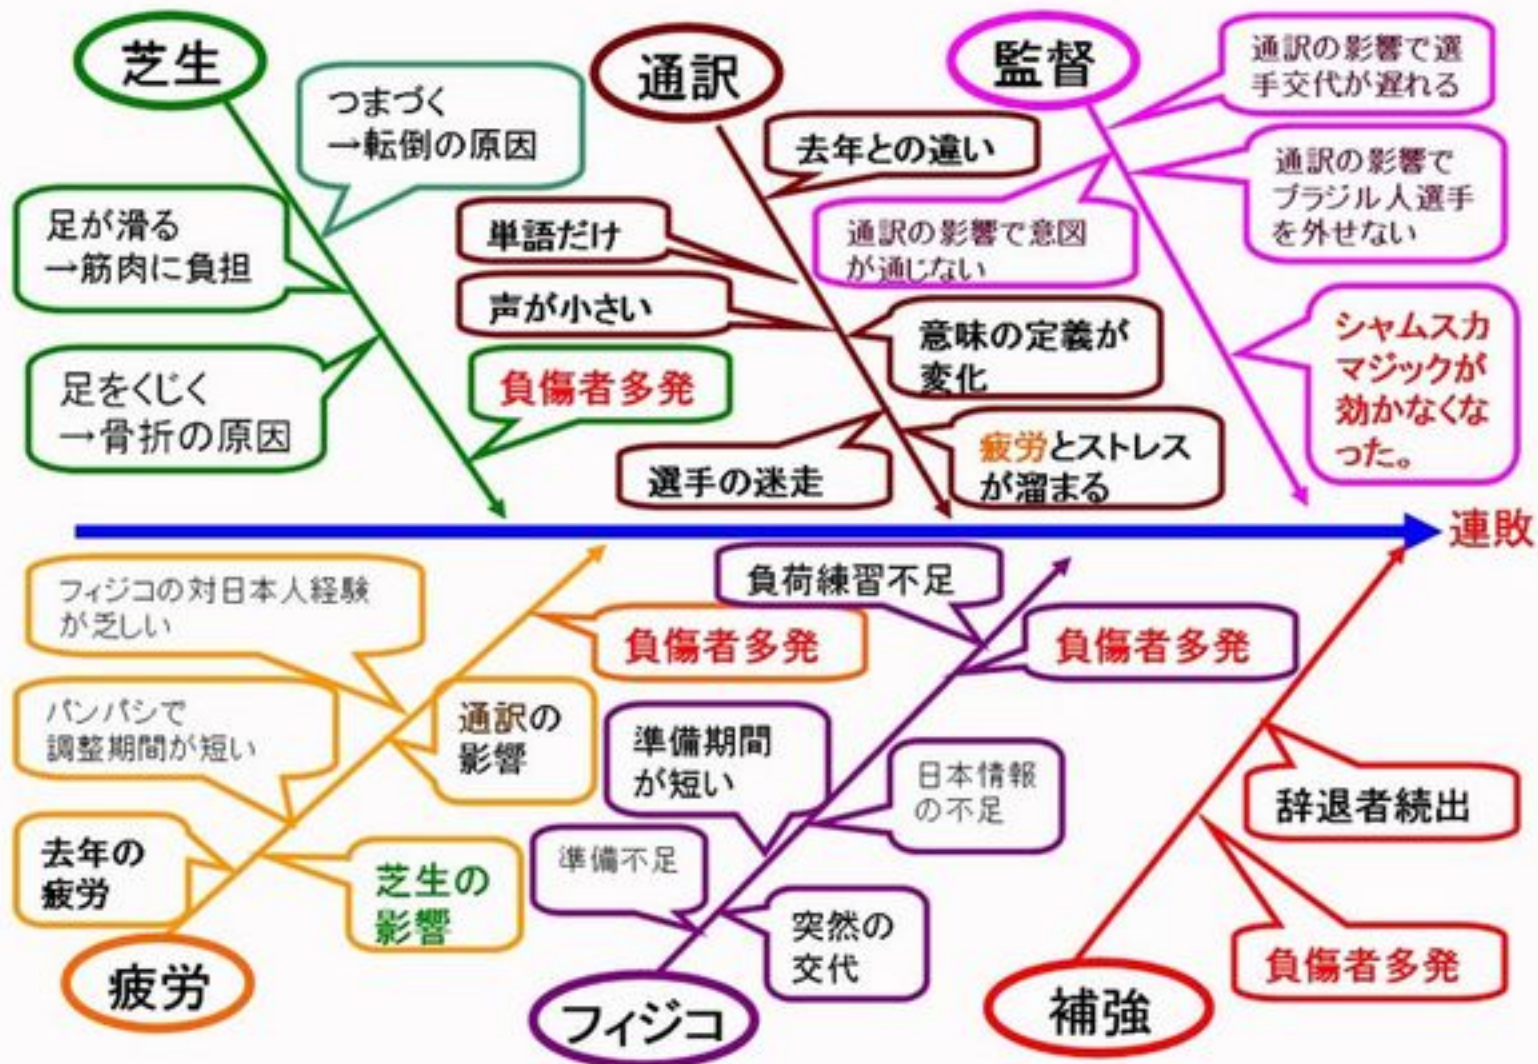 芝生
つまづく
→転倒の原因
足が滑る
→筋肉に負担
足をくじく
→骨折の原因
負傷者多発
通訳
去年との違い
単語だけ
声が小さい
意味の定義が
変化
選手の迷走
疲労とストレス
が溜まる
監督
通訳の影響で選
手交代が遅れる
通訳の影響で
ブラジル人選手
を外せない
通訳の影響で意図
が通じない
シャムスカ
マジックが
効かなくな
った。
連敗
フィジコの対日本人経験
が乏しい
負傷者多発
パンパシで
調整期間が短い
通訳の
影響
去年の
疲労
芝生の
影響
疲労
負荷練習不足
負傷者多発
準備期間
が短い
日本情報
の不足
準備不足
突然の
交代
フィジコ
辞退者続出
負傷者多発
補強